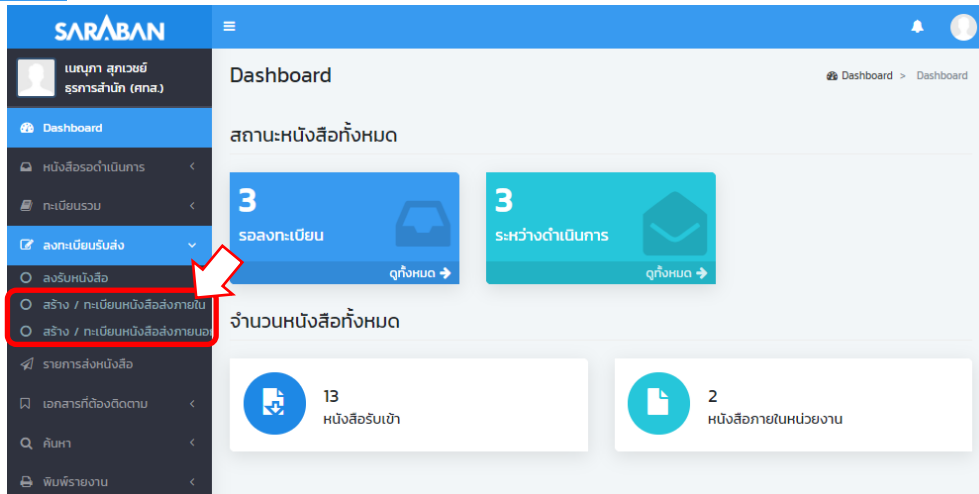 SARABAN
เนฌุภา สุภเวชย์
ธุรการสำนัก (ศทส.)
Dashboard
หนังสือรอดำเนินการ
ทะเบียนรวม
ลงทะเบียนรับส่ง
ลงรับหนังสือ
สร้าง / ทะเบียนหนังสือส่งภายใน
สร้าง / ทะเบียนหนังสือส่งภายนอก
รายการส่งหนังสือ
เอกสารที่ต้องติดตาม
ค้นหา
พิมพ์รายงาน
Dashboard
Dashboard > Dashboard
สถานะหนังสือทั้งหมด
3
รอลงทะเบียน
ดูทั้งหมด
3
ระหว่างดำเนินการ
ดูทั้งหมด
จำนวนหนังสือทั้งหมด
13
หนังสือรับเข้า
2
หนังสือภายในหน่วยงาน